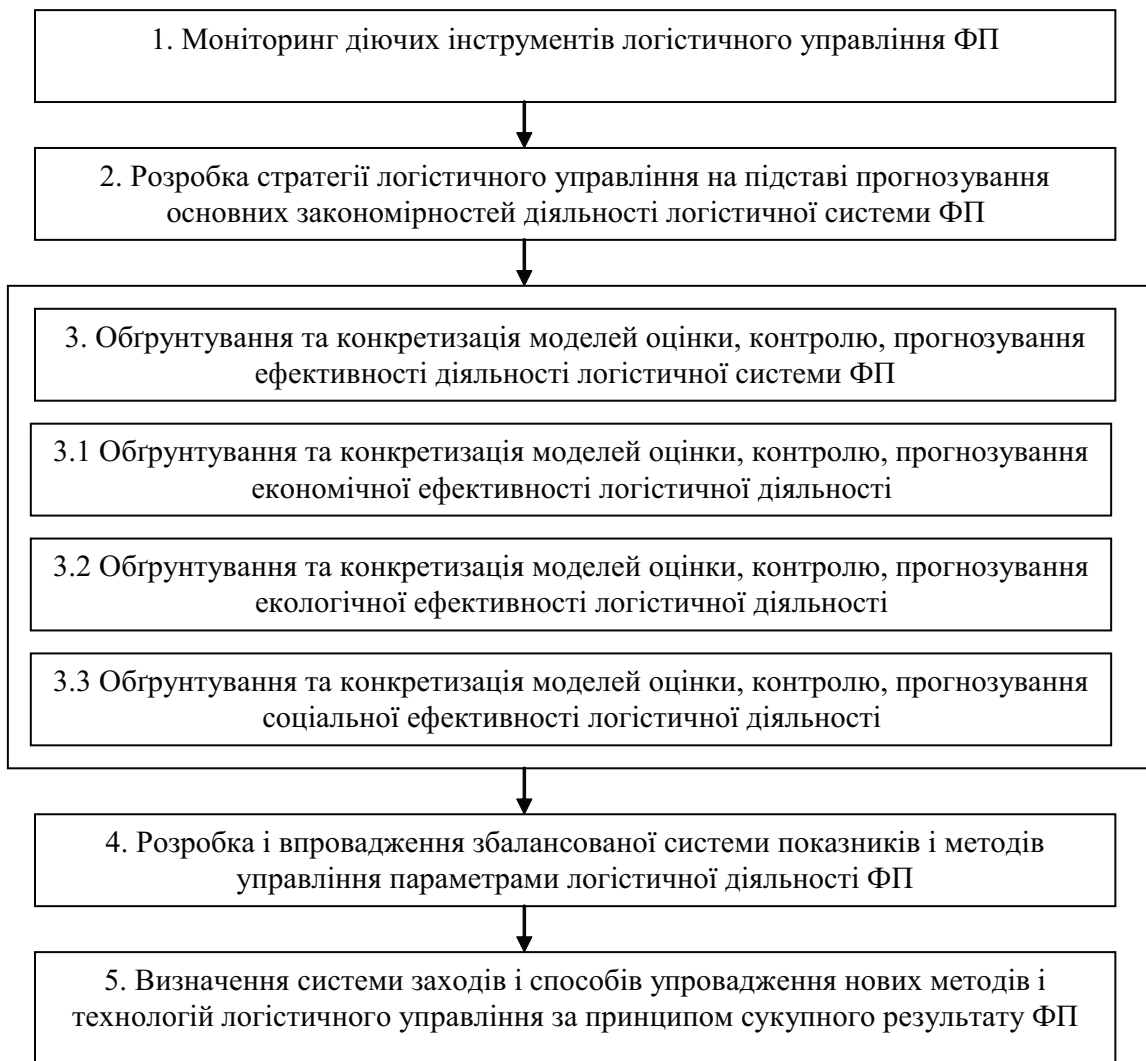 1. Моніторинг діючих інструментів логістичного управління ФП
2. Розробка стратегії логістичного управління на підставі прогнозування
основних закономірностей діяльності логістичної системи ФП
3. Обґрунтування та конкретизація моделей оцінки, контролю, прогнозування
ефективності діяльності логістичної системи ФП
3.1 Обґрунтування та конкретизація моделей оцінки, контролю, прогнозування
економічної ефективності логістичної діяльності
3.2 Обґрунтування та конкретизація моделей оцінки, контролю, прогнозування
екологічної ефективності логістичної діяльності
3.3 Обґрунтування та конкретизація моделей оцінки, контролю, прогнозування
соціальної ефективності логістичної діяльності
4. Розробка і впровадження збалансованої системи показників і методів
управління параметрами логістичної діяльності ФП
5. Визначення системи заходів і способів упровадження нових методів і
технологій логістичного управління за принципом сукупного результату ФП